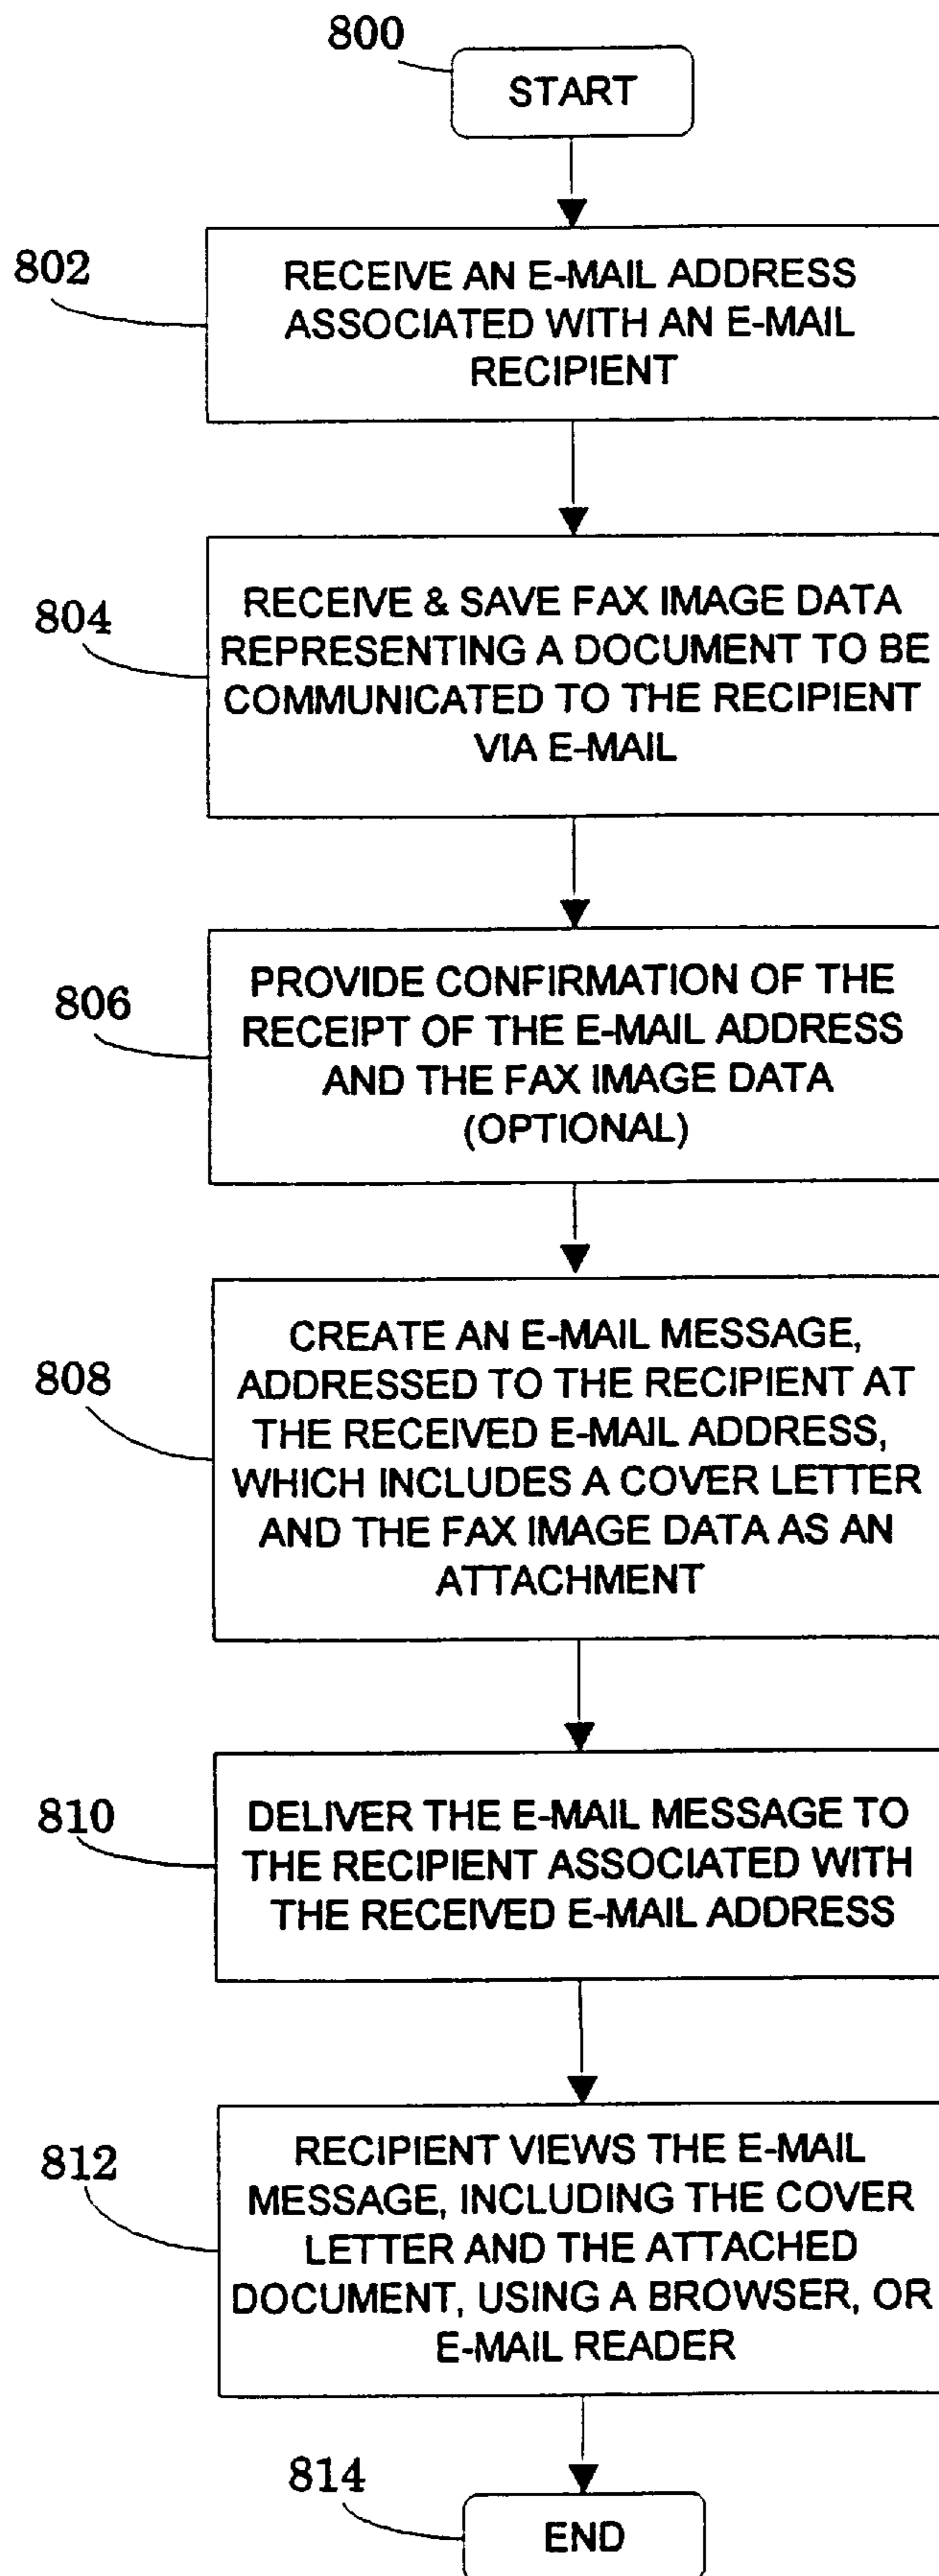 800
START
802
RECEIVE AN E-MAIL ADDRESS
ASSOCIATED WITH AN E-MAIL
RECIPIENT
804
RECEIVE & SAVE FAX IMAGE DATA
REPRESENTING A DOCUMENT TO BE
COMMUNICATED TO THE RECIPIENT
VIA E-MAIL
806
PROVIDE CONFIRMATION OF THE
RECEIPT OF THE E-MAIL ADDRESS
AND THE FAX IMAGE DATA
(OPTIONAL)
808
CREATE AN E-MAIL MESSAGE,
ADDRESSED TO THE RECIPIENT AT
THE RECEIVED E-MAIL ADDRESS,
WHICH INCLUDES A COVER LETTER
AND THE FAX IMAGE DATA AS AN
ATTACHMENT
810
DELIVER THE E-MAIL MESSAGE TO
THE RECIPIENT ASSOCIATED WITH
THE RECEIVED E-MAIL ADDRESS
812
RECIPIENT VIEWS THE E-MAIL
MESSAGE, INCLUDING THE COVER
LETTER AND THE ATTACHED
DOCUMENT, USING A BROWSER, OR
E-MAIL READER
814
END